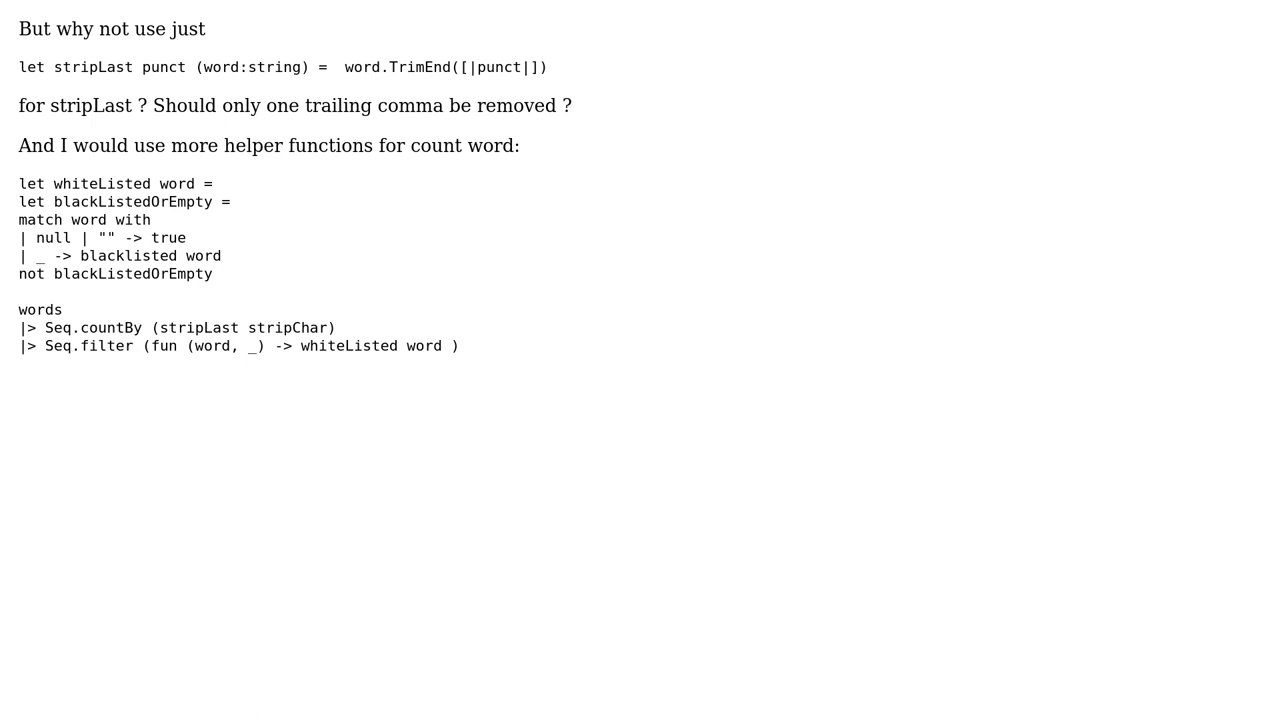 But why not use just
let stripLast punct (word:string) =  word.TrimEnd([|punct|])
for stripLast ? Should only one trailing comma be removed ?
And I would use more helper functions for count word:
let whiteListed word =
let blackListedOrEmpty =
match word with
| null | "" -> true
| _ -> blacklisted word
not blackListedOrEmpty
words
|> Seq.countBy (stripLast stripChar)
|> Seq.filter (fun (word, _) -> whiteListed word )